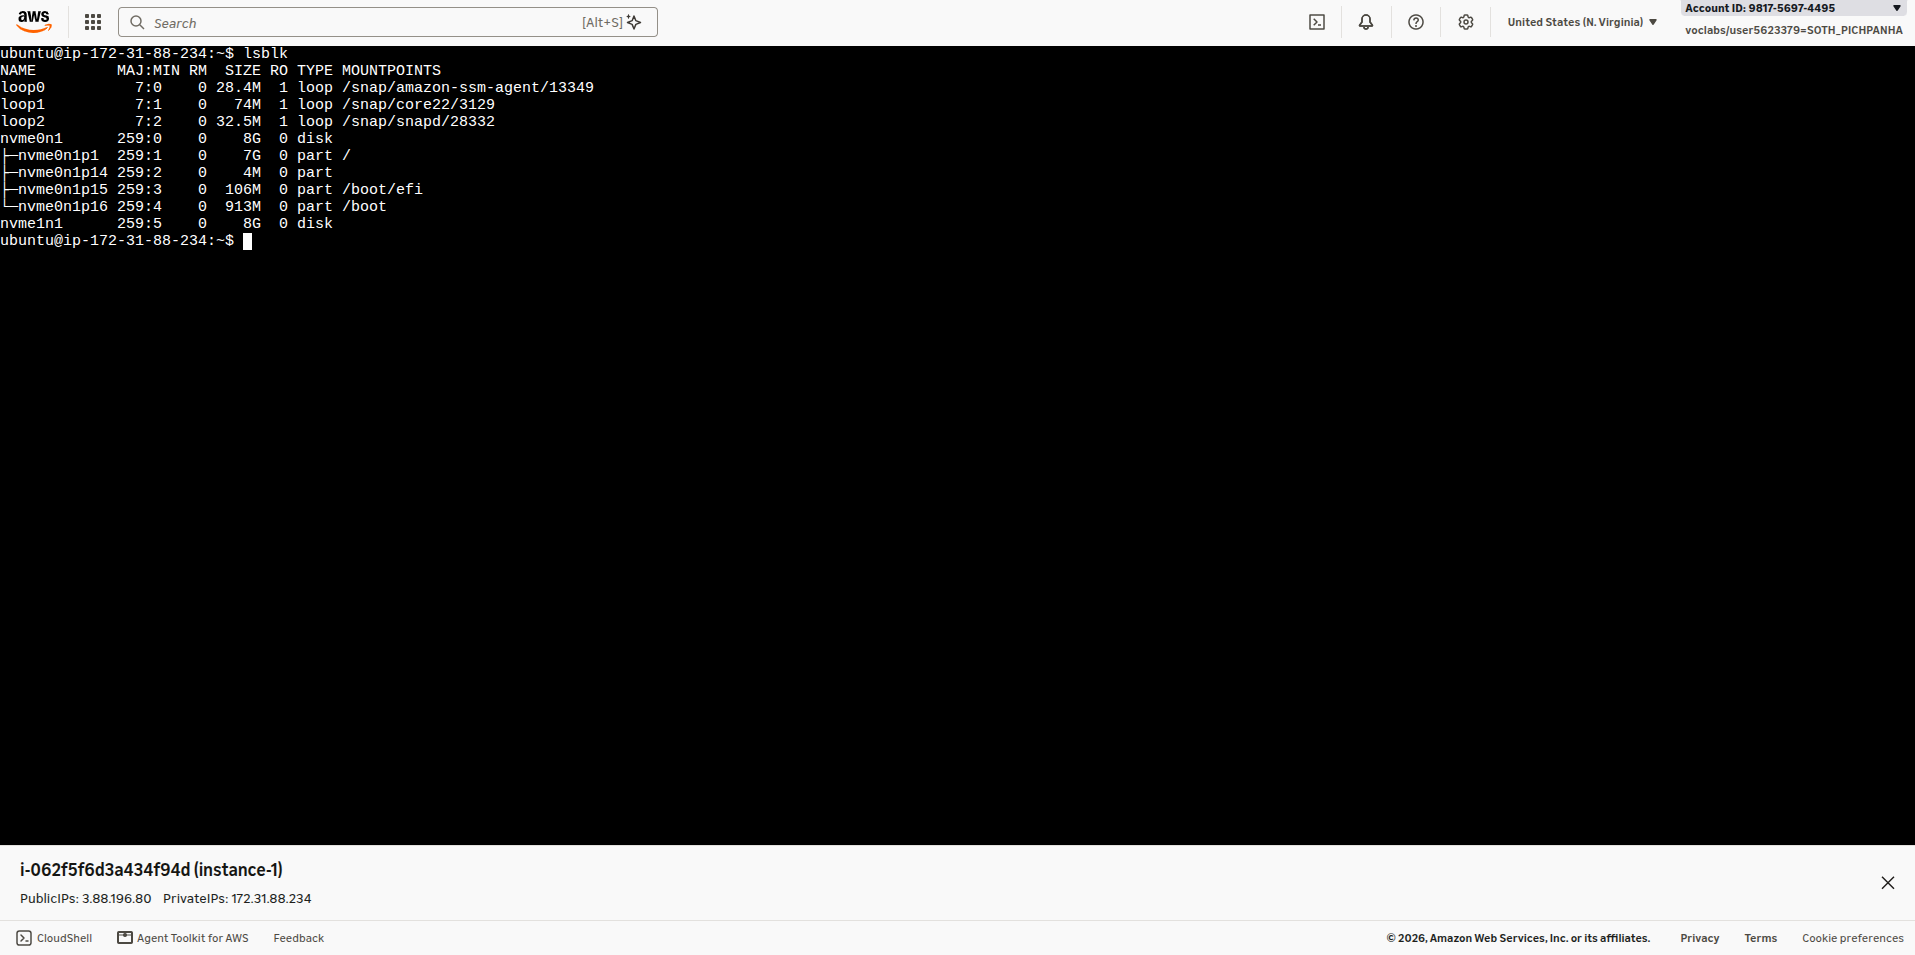 aws
Search [Alt+S]
United States (N. Virginia)
Account ID: 9817-5697-4495
voclabs/user5623379=SOTH_PICHPANHA
ubuntu@ip-172-31-88-234:~$ lsblk
NAME         MAJ:MIN RM  SIZE RO TYPE MOUNTPOINTS
loop0          7:0    0 28.4M  1 loop /snap/amazon-ssm-agent/13349
loop1          7:1    0   74M  1 loop /snap/core22/3129
loop2          7:2    0 32.5M  1 loop /snap/snapd/28332
nvme0n1      259:0    0    8G  0 disk
├─nvme0n1p1  259:1    0    7G  0 part /
├─nvme0n1p14 259:2    0    4M  0 part
├─nvme0n1p15 259:3    0  106M  0 part /boot/efi
└─nvme0n1p16 259:4    0  913M  0 part /boot
nvme1n1      259:5    0    8G  0 disk
ubuntu@ip-172-31-88-234:~$
i-062f5f6d3a434f94d (instance-1)
PublicIPs: 3.88.196.80 PrivateIPs: 172.31.88.234
CloudShell Agent Toolkit for AWS Feedback © 2026, Amazon Web Services, Inc. or its affiliates. Privacy Terms Cookie preferences